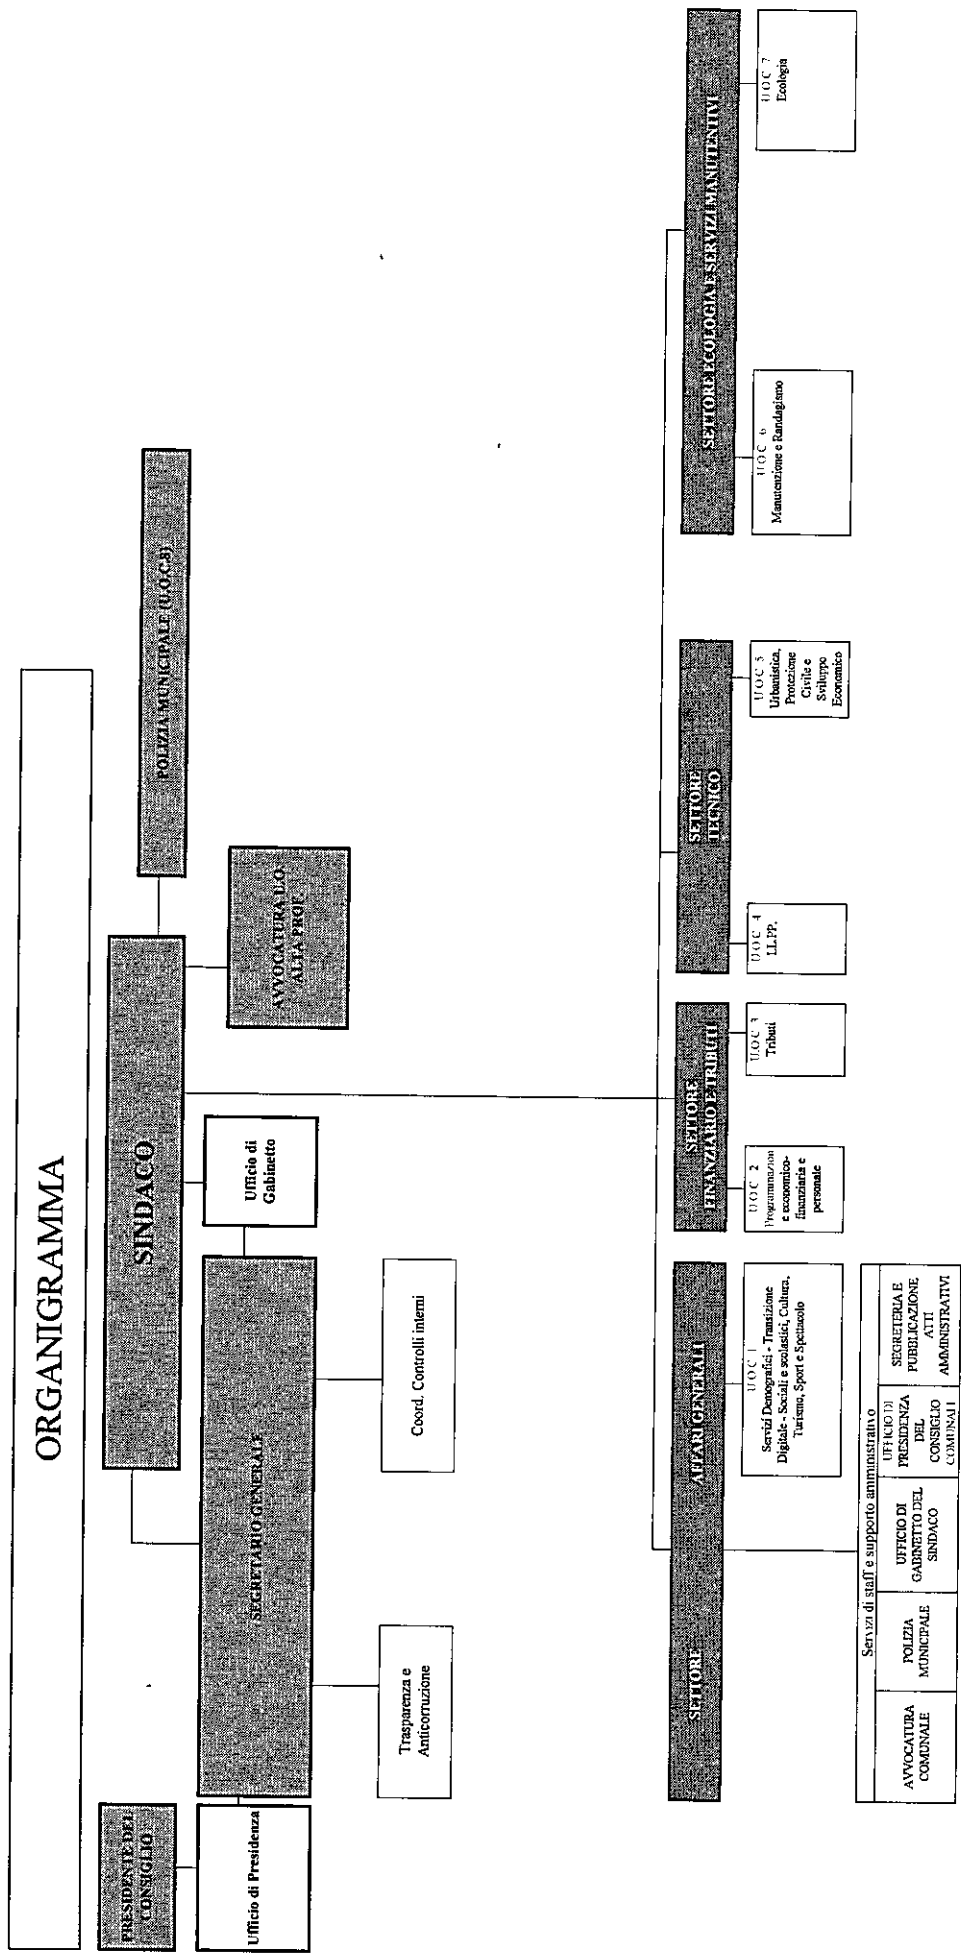 ORGANIGRAMMA
PRESIDENTE DEL
CONSIGLIO
SINDACO
POLIZIA MUNICIPALE (U.O.C.8)
Ufficio di Presidenza
SEGRETARIO GENERALE
Ufficio di
Gabinetto
AVVOCATURA U.O.
ALTA PROF.
Trasparenza e
Anticorruzione
Coord. Controlli interni
SETTORE AFFARI GENERALI
SETTORE
FINANZIARIO E TRIBUTI
SETTORE
TECNICO
SETTORE ECOLOGIA E SERVIZI MANUTENTIVI
U O C 1
Servizi Demografici - Transizione
Digitale - Sociali e scolastici, Cultura,
Turismo, Sport e Spettacolo
U O C 2
Programmazion
e economico-
finanziaria e
personale
U.O.C 3
Tributi
U O C 4
LL.PP.
U O C 5
Urbanistica,
Protezione
Civile e
Sviluppo
Economico
U O C 6
Manutenzione e Randagismo
U O C 7
Ecologia
Servizi di staff e supporto amministrativo
AVVOCATURA
COMUNALE
POLIZIA
MUNICIPALE
UFFICIO DI
GABINETTO DEL
SINDACO
UFFICIO DI
PRESIDENZA
DEL
CONSIGLIO
COMUNALI
SEGRETERIA E
PUBBLICAZIONE
ATTI
AMMINISTRATIVI